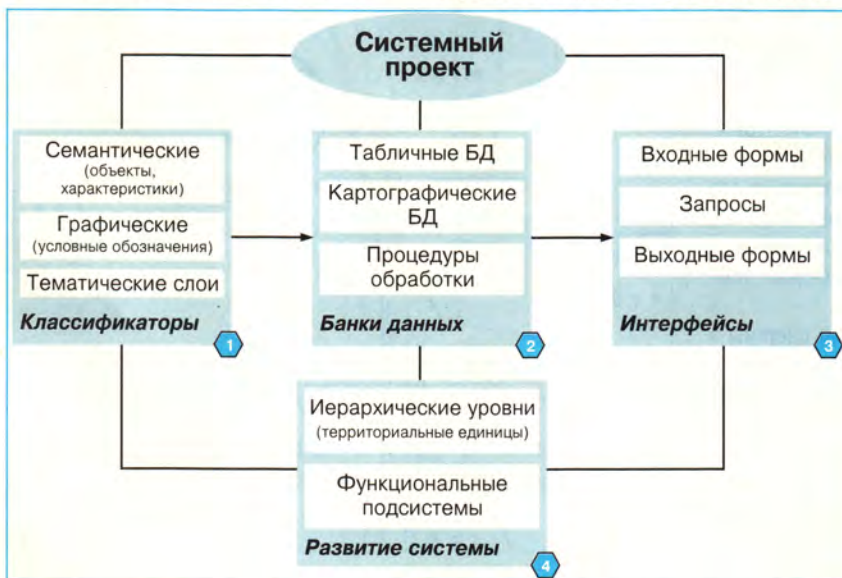 Системный
проект
Семантические
(объекты,
характеристики)
Графические
(условные обозначения)
Тематические слои
Классификаторы
1
Табличные БД
Картографические
БД
Процедуры
обработки
Банки данных
2
Входные формы
Запросы
Выходные формы
Интерфейсы
3
Иерархические уровни
(территориальные единицы)
Функциональные
подсистемы
Развитие системы
4